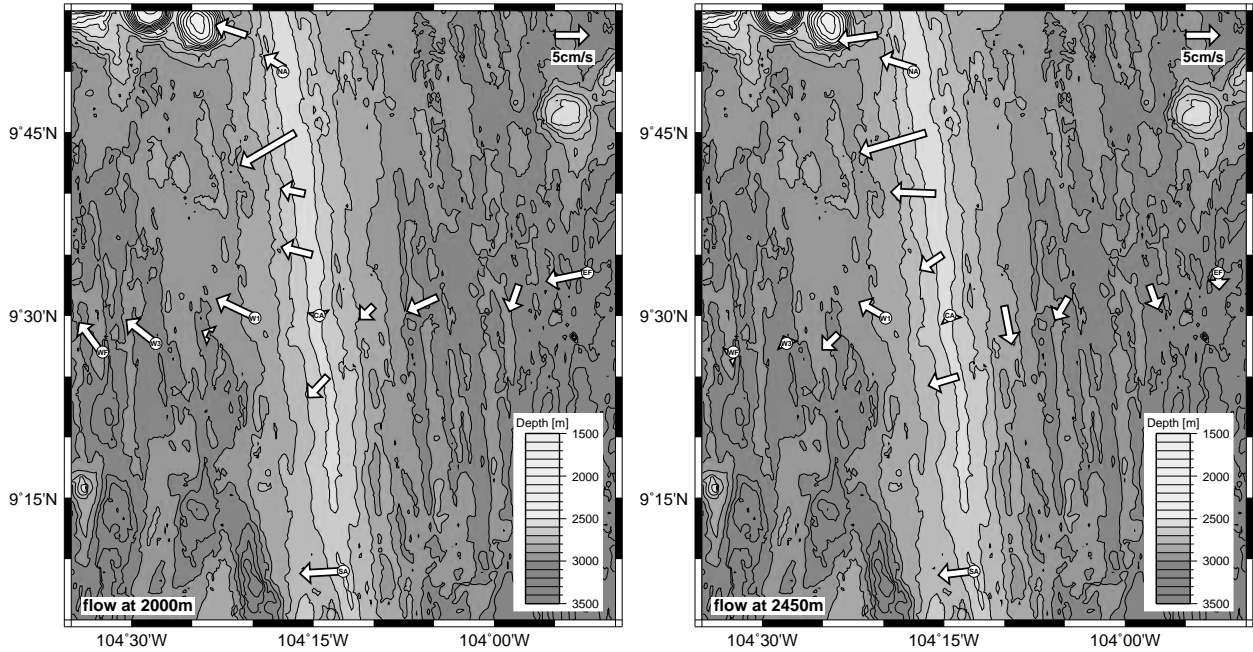 5cm/s
NA
9°45'N
EF
9°30'N
W1
CA
W3
WF
Depth [m]
1500
2000
2500
3000
3500
9°15'N
SA
flow at 2000m
104°30'W
104°15'W
104°00'W
5cm/s
NA
9°45'N
EF
9°30'N
W1
CA
W3
WF
Depth [m]
1500
2000
2500
3000
3500
9°15'N
SA
flow at 2450m
104°30'W
104°15'W
104°00'W